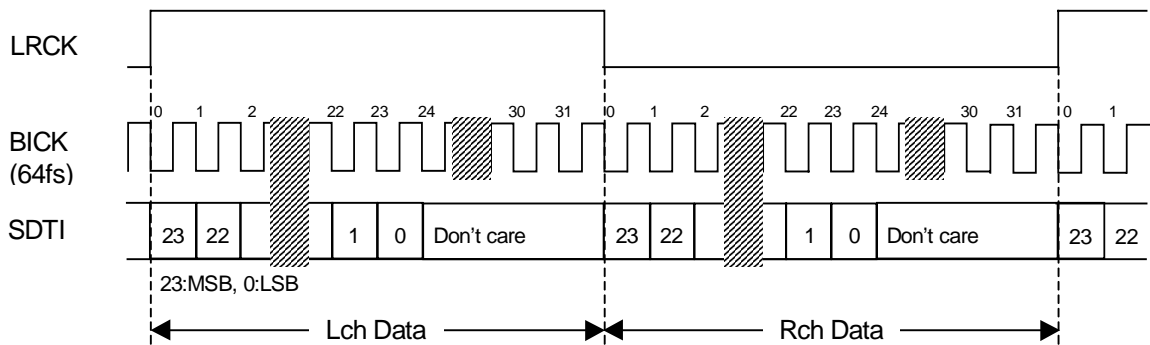 LRCK
0 1 2 22 23 24 30 31 0 1 2 22 23 24 30 31 0 1
BICK
(64fs)
SDTI 23 22 1 0 Don't care 23 22 1 0 Don't care 23 22
23:MSB, 0:LSB
Lch Data Rch Data